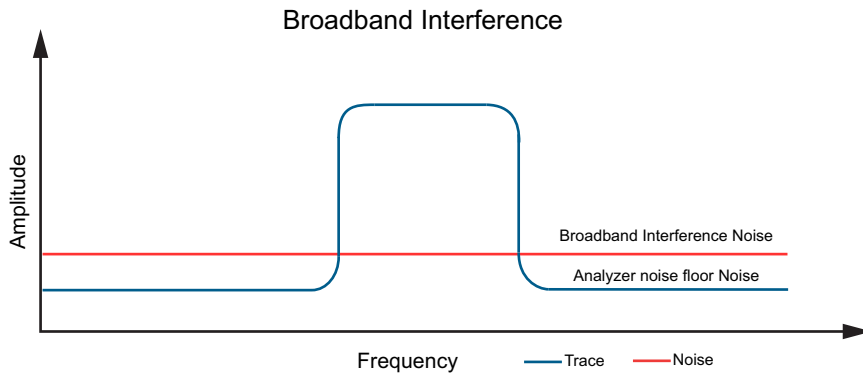 Broadband Interference
Amplitude
Broadband Interference Noise
Analyzer noise floor Noise
Frequency
Trace
Noise